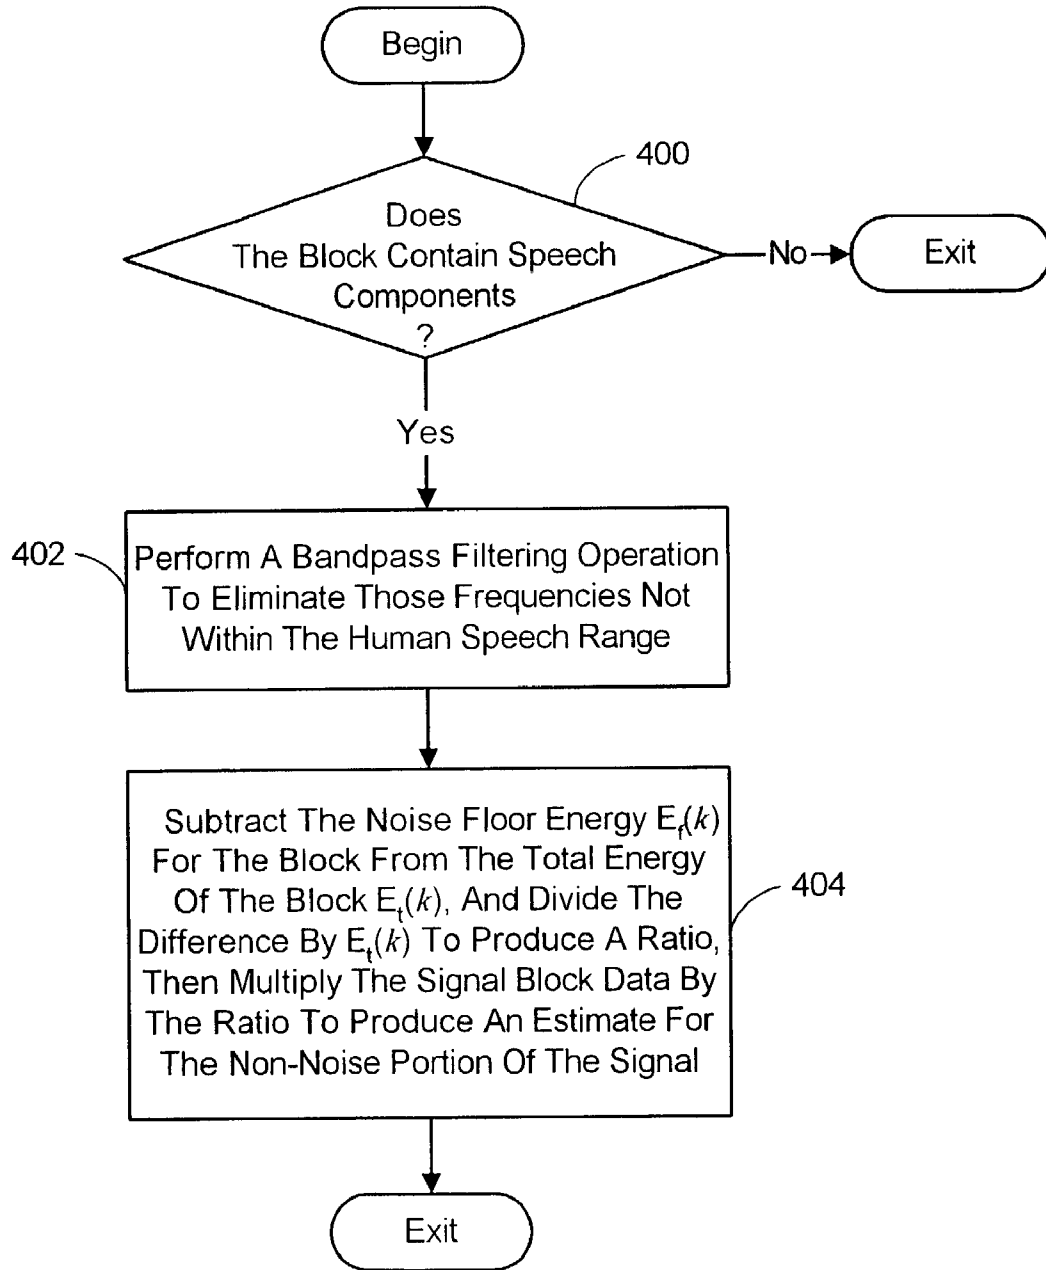 Begin
400
Does
The Block Contain Speech
Components
?
No
Exit
Yes
402
Perform A Bandpass Filtering Operation
To Eliminate Those Frequencies Not
Within The Human Speech Range
Subtract The Noise Floor Energy E_f(k)
For The Block From The Total Energy
Of The Block E_t(k), And Divide The
Difference By E_t(k) To Produce A Ratio,
Then Multiply The Signal Block Data By
The Ratio To Produce An Estimate For
The Non-Noise Portion Of The Signal
404
Exit